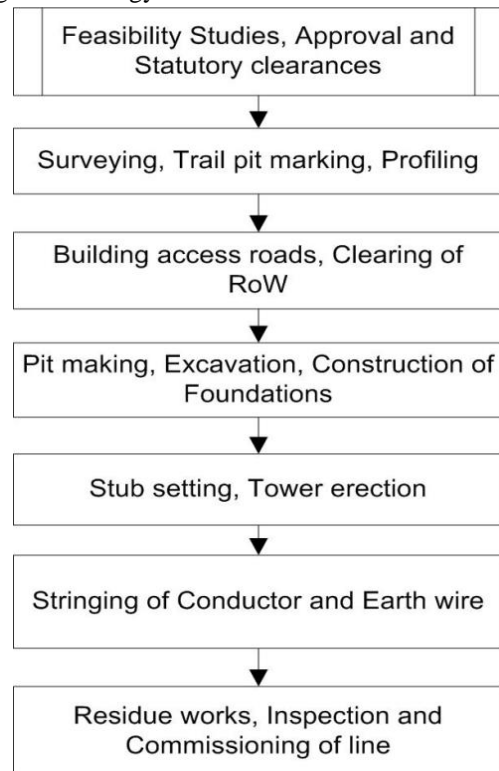 Feasibility Studies, Approval and
Statutory clearances
Surveying, Trail pit marking, Profiling
Building access roads, Clearing of
RoW
Pit making, Excavation, Construction of
Foundations
Stub setting, Tower erection
Stringing of Conductor and Earth wire
Residue works, Inspection and
Commissioning of line